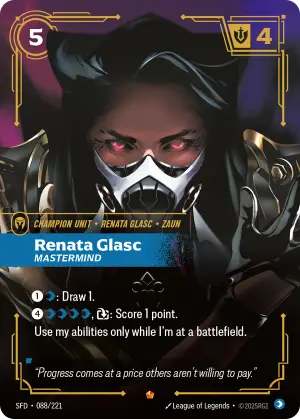 5
4
CHAMPION UNIT • RENATA GLASC • ZAUN
Renata Glasc
MASTERMIND
1 : Draw 1.
4 , : Score 1 point.
Use my abilities only while I'm at a battlefield.
"Progress comes at a price others aren't willing to pay."
SFD • 088/221
League of Legends
©2025RGI